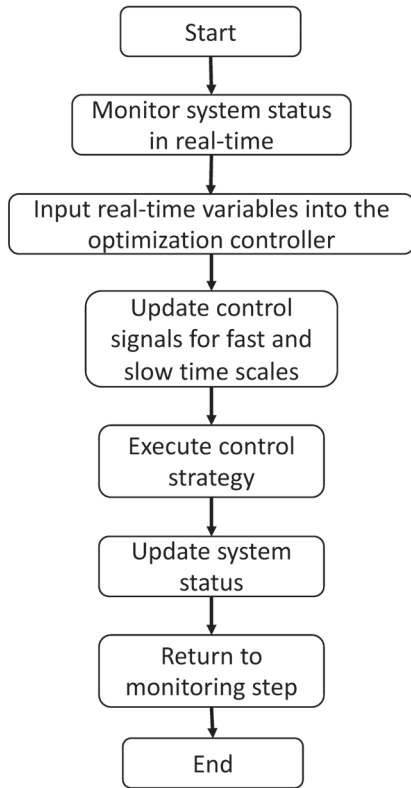 Start
Monitor system status
in real-time
Input real-time variables into the
optimization controller
Update control
signals for fast and
slow time scales
Execute control
strategy
Update system
status
Return to
monitoring step
End